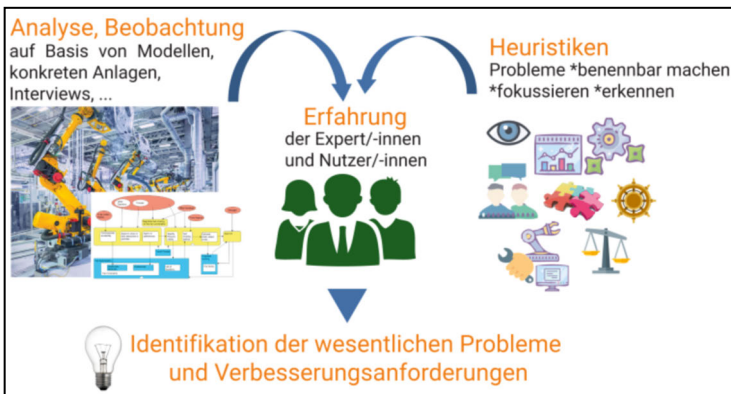 Analyse, Beobachtung
auf Basis von Modellen,
konkreten Anlagen,
Interviews, ...
Erfahrung
der Expert/-innen
und Nutzer/-innen
Heuristiken
Probleme *benennbar machen
*fokussieren *erkennen
Identifikation der wesentlichen Probleme
und Verbesserungsanforderungen